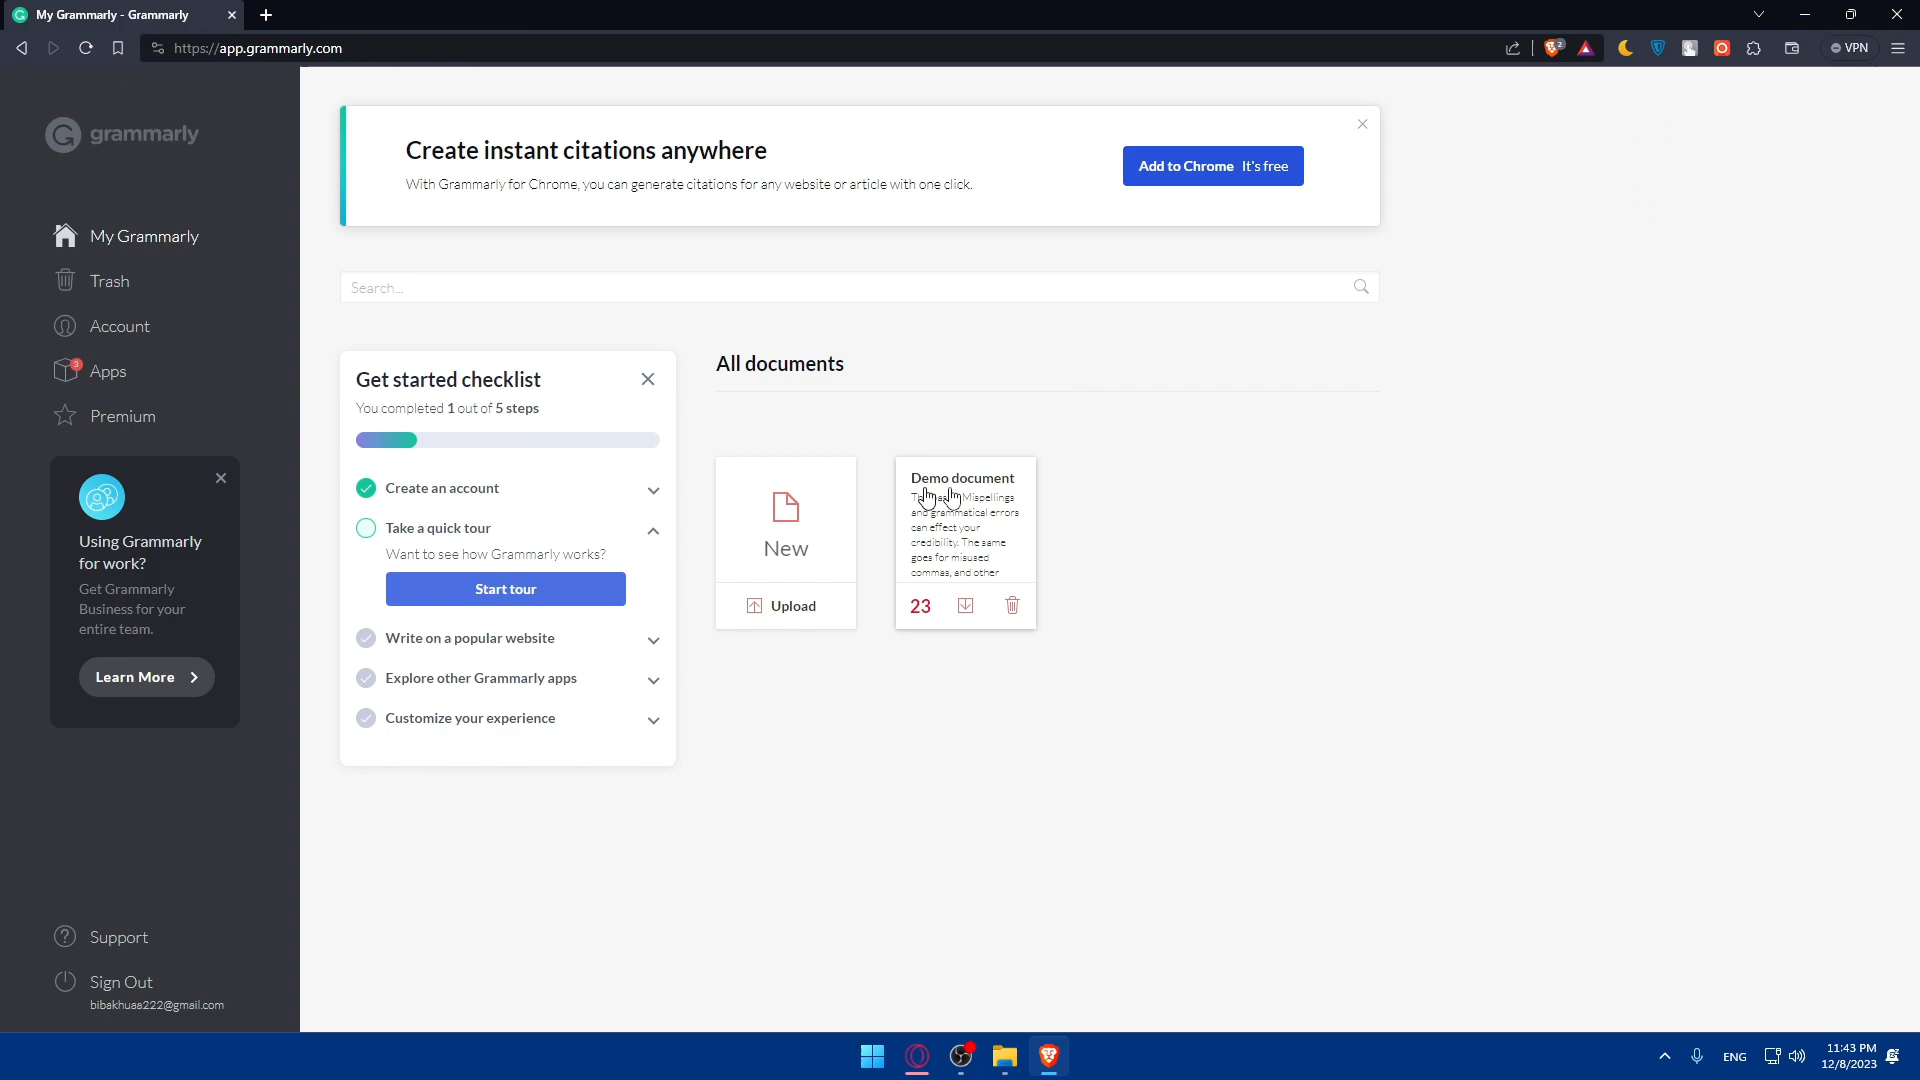 My Grammarly - Grammarly
https://app.grammarly.com
2
VPN
grammarly
My Grammarly
Trash
Account
3
Apps
Premium
Using Grammarly
for work?
Get Grammarly
Business for your
entire team.
Learn More
Support
Sign Out
bibakhuaa222@gmail.com
Create instant citations anywhere
With Grammarly for Chrome, you can generate citations for any website or article with one click.
Add to Chrome It's free
Search...
Get started checklist
You completed 1 out of 5 steps
Create an account
Take a quick tour
Want to see how Grammarly works?
Start tour
Write on a popular website
Explore other Grammarly apps
Customize your experience
All documents
New
Upload
Demo document
Mispellings
and grammatical errors
can effect your
credibility. The same
goes for misused
commas, and other
23
ENG
11:43 PM
12/8/2023